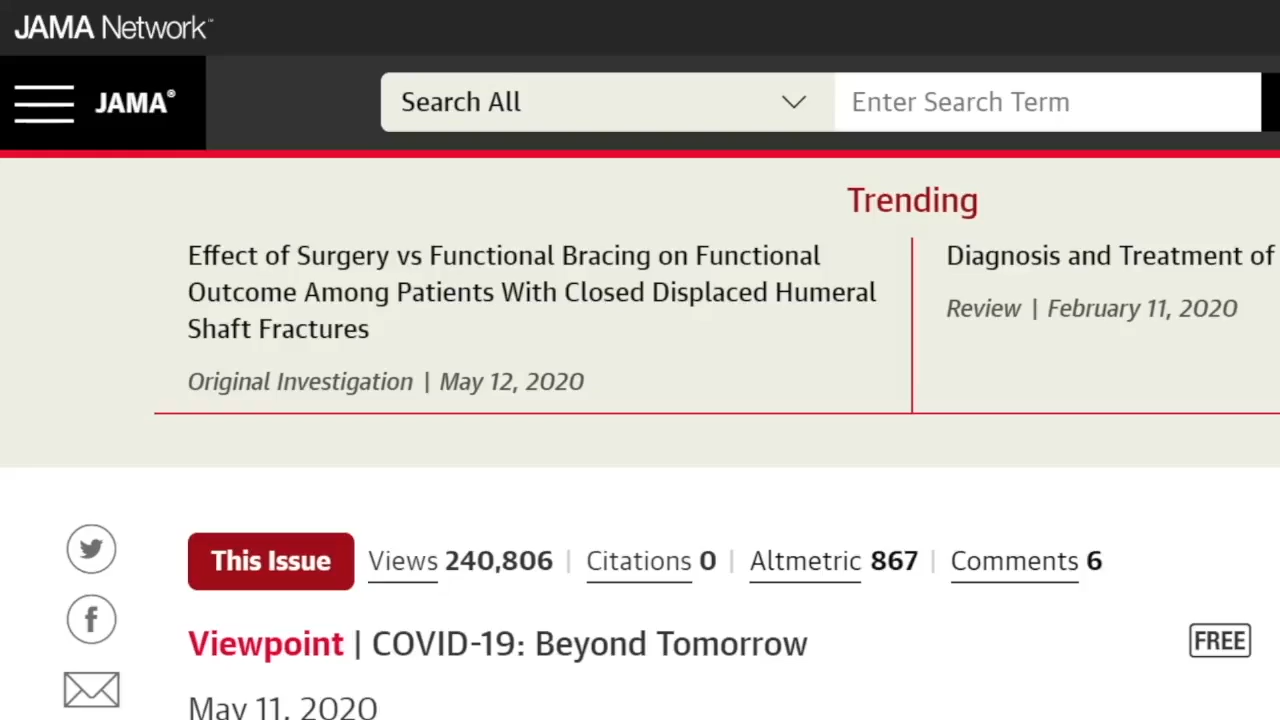 JAMA Network™
JAMA®
Search All
Enter Search Term
Trending
Effect of Surgery vs Functional Bracing on Functional
Outcome Among Patients With Closed Displaced Humeral
Shaft Fractures
Original Investigation | May 12, 2020
Diagnosis and Treatment of
Review | February 11, 2020
This Issue
Views 240,806 | Citations 0 | Altmetric 867 | Comments 6
Viewpoint | COVID-19: Beyond Tomorrow
FREE
May 11, 2020